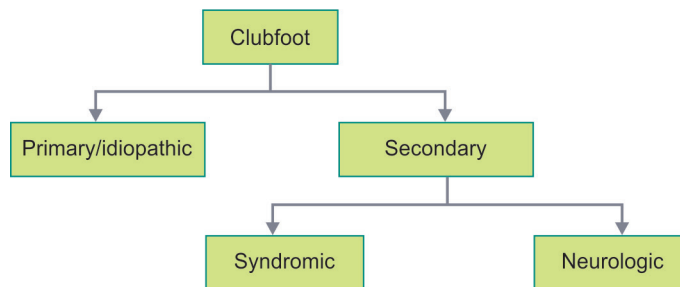 Clubfoot
Primary/idiopathic
Secondary
Syndromic
Neurologic